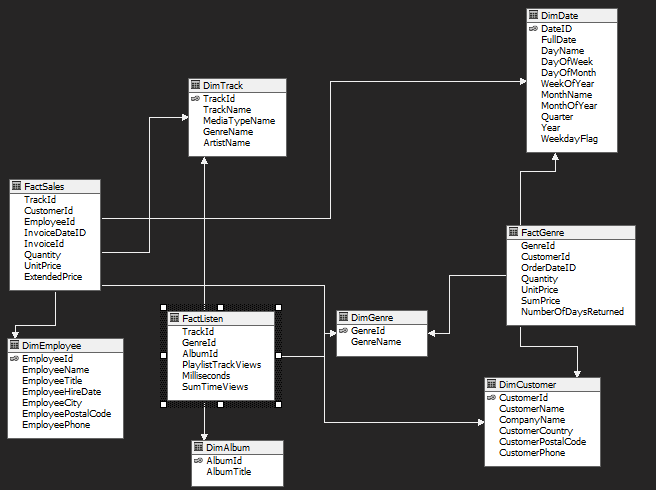 DimDate
DateID
FullDate
DayName
DayOfWeek
DayOfMonth
WeekOfYear
MonthName
MonthOfYear
Quarter
Year
WeekdayFlag
DimTrack
TrackId
TrackName
MediaTypeName
GenreName
ArtistName
FactSales
TrackId
CustomerId
EmployeeId
InvoiceDateID
InvoiceId
Quantity
UnitPrice
ExtendedPrice
FactGenre
GenreId
CustomerId
OrderDateID
Quantity
UnitPrice
SumPrice
NumberOfDaysReturned
FactListen
TrackId
GenreId
AlbumId
PlaylistTrackViews
Milliseconds
SumTimeViews
DimGenre
GenreId
GenreName
DimEmployee
EmployeeId
EmployeeName
EmployeeTitle
EmployeeHireDate
EmployeeCity
EmployeePostalCode
EmployeePhone
DimCustomer
CustomerId
CustomerName
CompanyName
CustomerCountry
CustomerPostalCode
CustomerPhone
DimAlbum
AlbumId
AlbumTitle